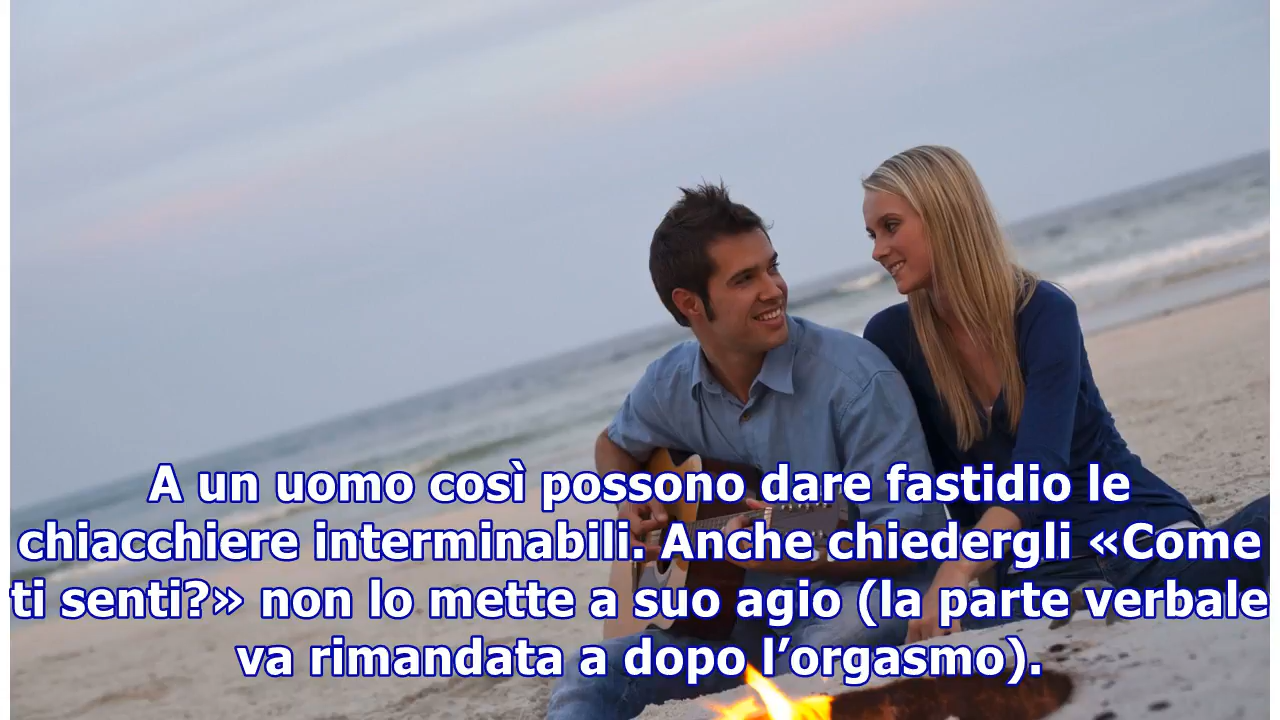 A un uomo così possono dare fastidio le
chiacchiere interminabili. Anche chiedergli «Come
ti senti?» non lo mette a suo agio (la parte verbale
va rimandata a dopo l’orgasmo).